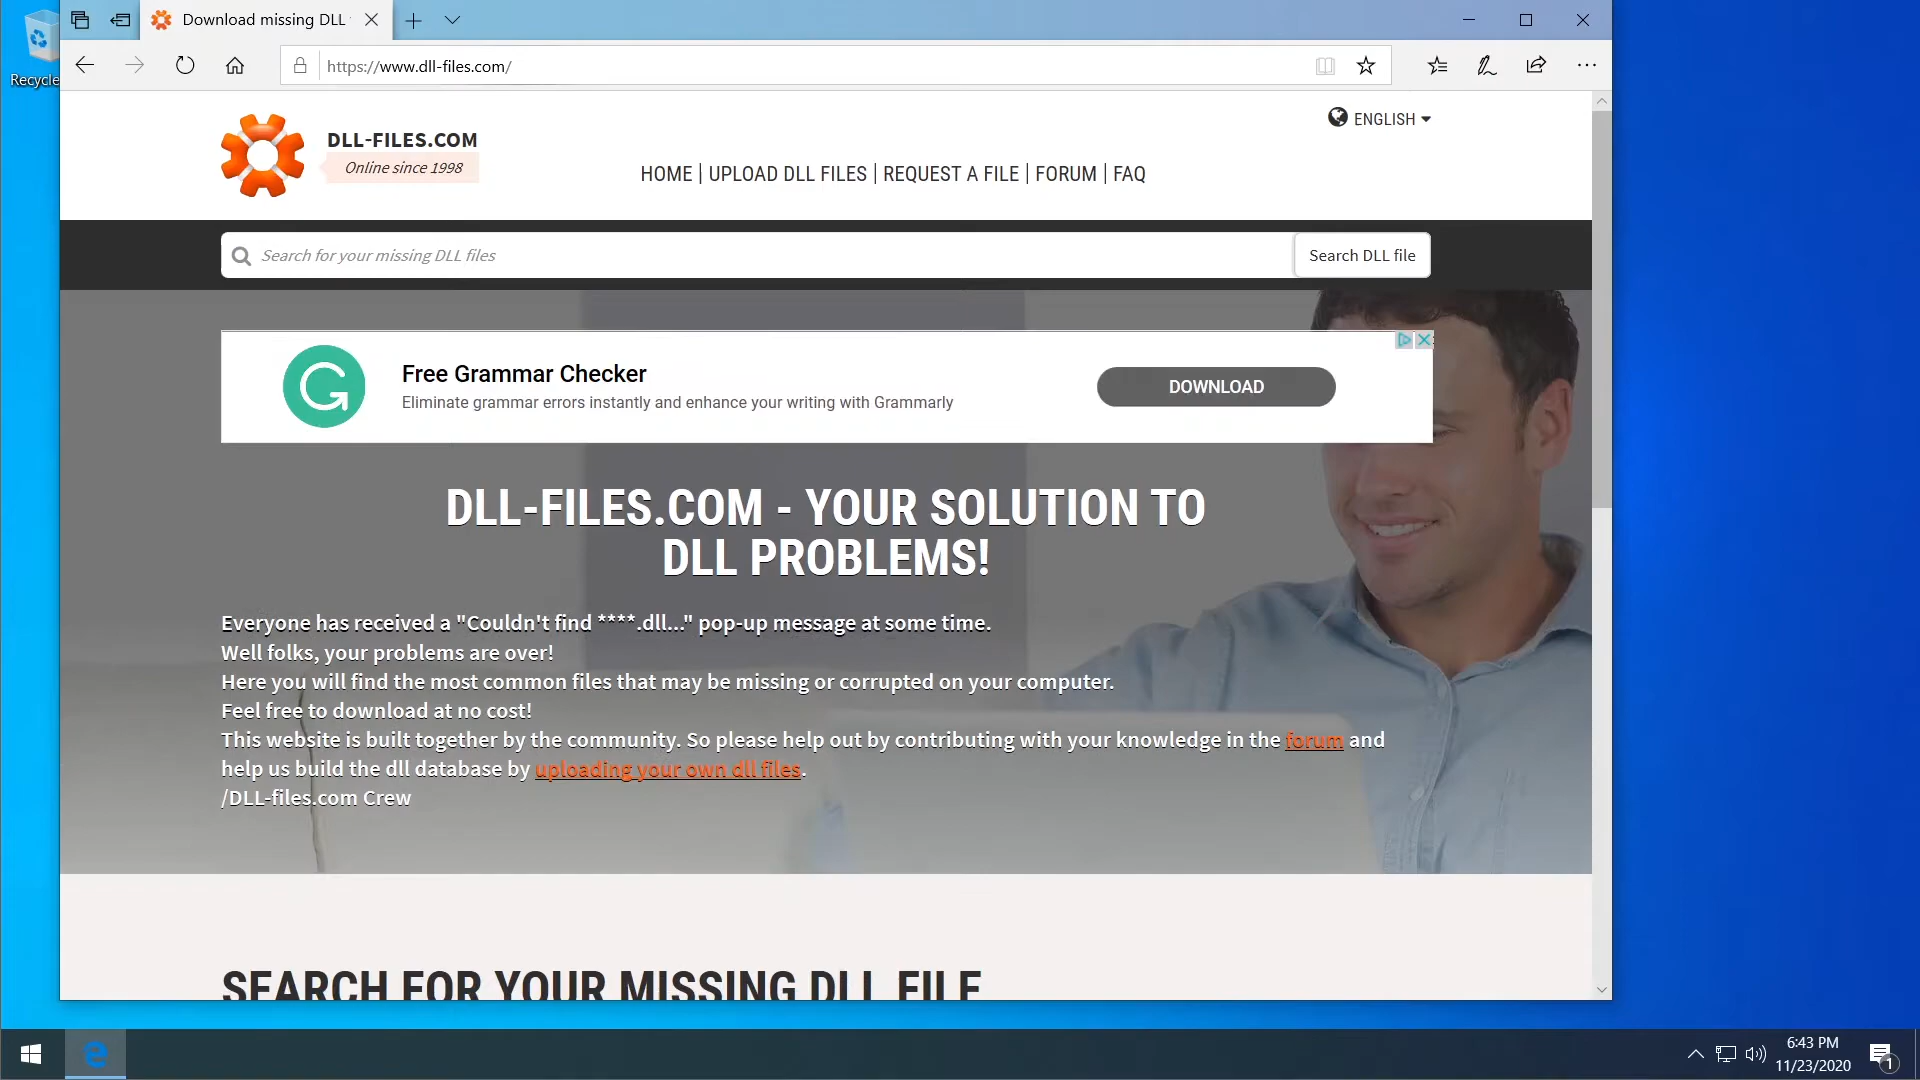 Recycle
Download missing DLL
https://www.dll-files.com/
DLL-FILES.COM
Online since 1998
ENGLISH
HOME | UPLOAD DLL FILES | REQUEST A FILE | FORUM | FAQ
Search for your missing DLL files
Search DLL file
Free Grammar Checker
Eliminate grammar errors instantly and enhance your writing with Grammarly
DOWNLOAD
DLL-FILES.COM - YOUR SOLUTION TO
DLL PROBLEMS!
Everyone has received a "Couldn't find ****.dll..." pop-up message at some time.
Well folks, your problems are over!
Here you will find the most common files that may be missing or corrupted on your computer.
Feel free to download at no cost!
This website is built together by the community. So please help out by contributing with your knowledge in the forum and
help us build the dll database by uploading your own dll files.
/DLL-files.com Crew
SEARCH FOR YOUR MISSING DLL FILE
6:43 PM
11/23/2020
1